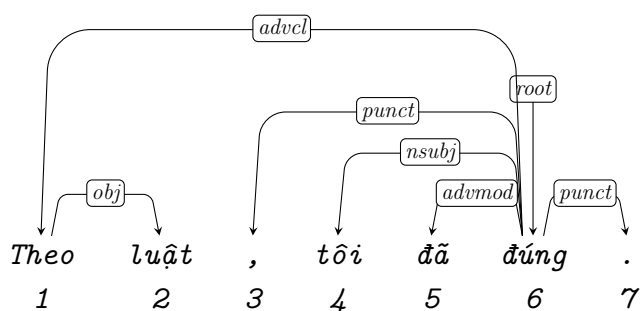 advcl
root
punct
nsubj
obj advmod punct
Theo luật , tôi đã đúng .
1 2 3 4 5 6 7